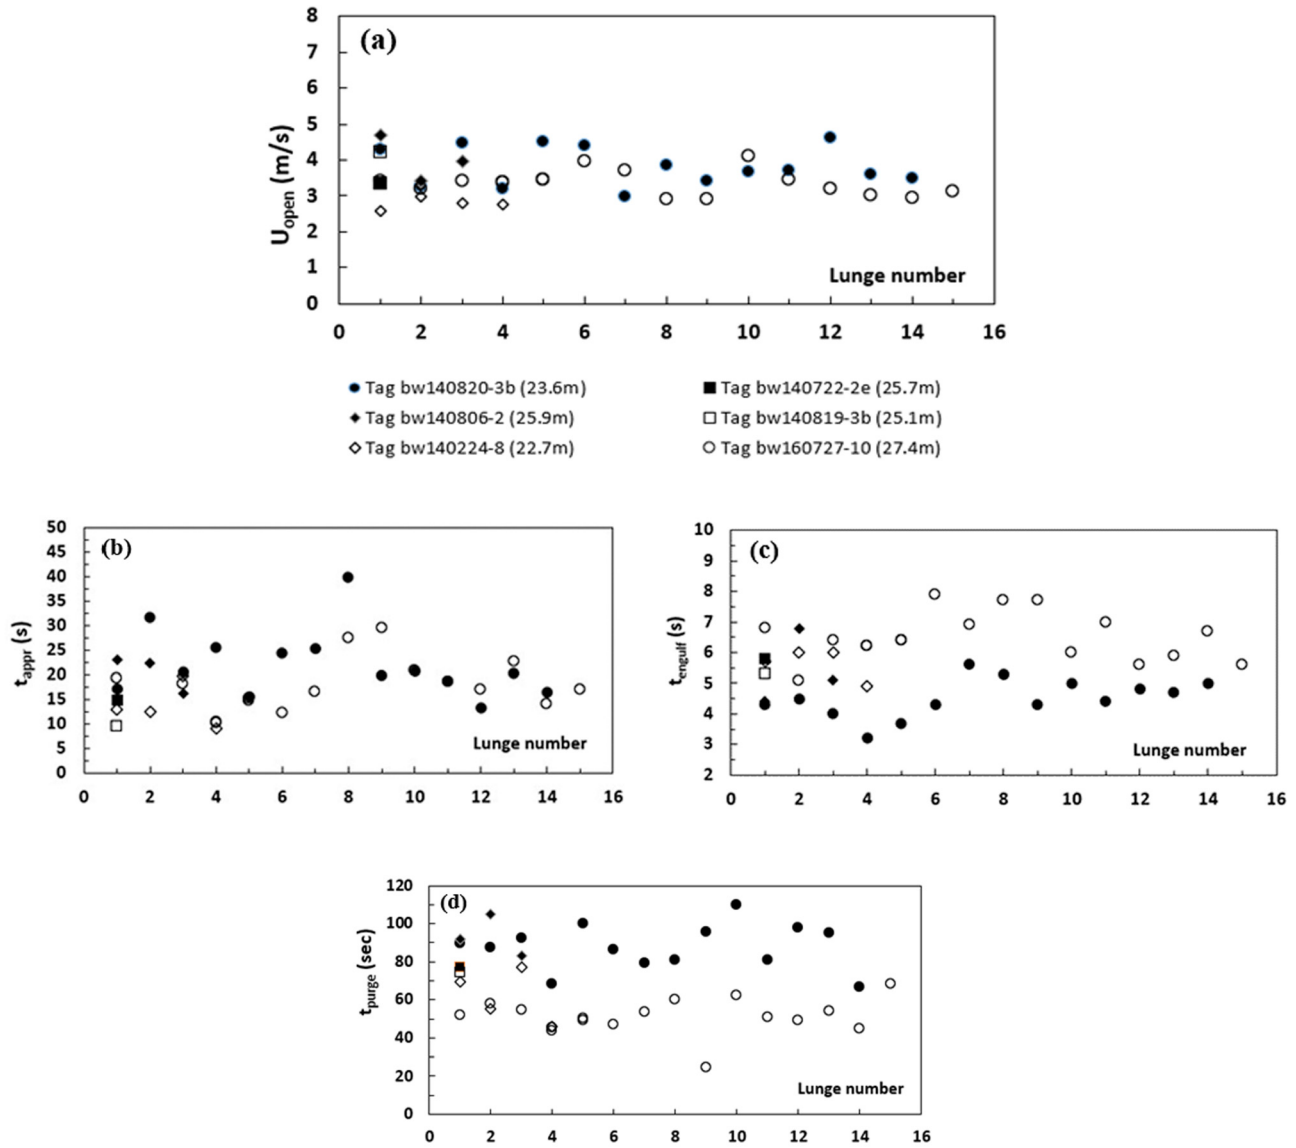 (a)
8
7
6
5
4
3
2
1
0
U_open (m/s)
Lunge number
0 2 4 6 8 10 12 14 16
Tag bw140820-3b (23.6m) Tag bw140722-2e (25.7m)
Tag bw140806-2 (25.9m) Tag bw140819-3b (25.1m)
Tag bw140224-8 (22.7m) Tag bw160727-10 (27.4m)
(b)
50
45
40
35
30
25
20
15
10
5
0
t_appr (s)
Lunge number
0 2 4 6 8 10 12 14 16
(c)
10
9
8
7
6
5
4
3
2
t_engulf (s)
Lunge number
0 2 4 6 8 10 12 14 16
(d)
120
100
80
60
40
20
0
t_purge (sec)
Lunge number
0 2 4 6 8 10 12 14 16